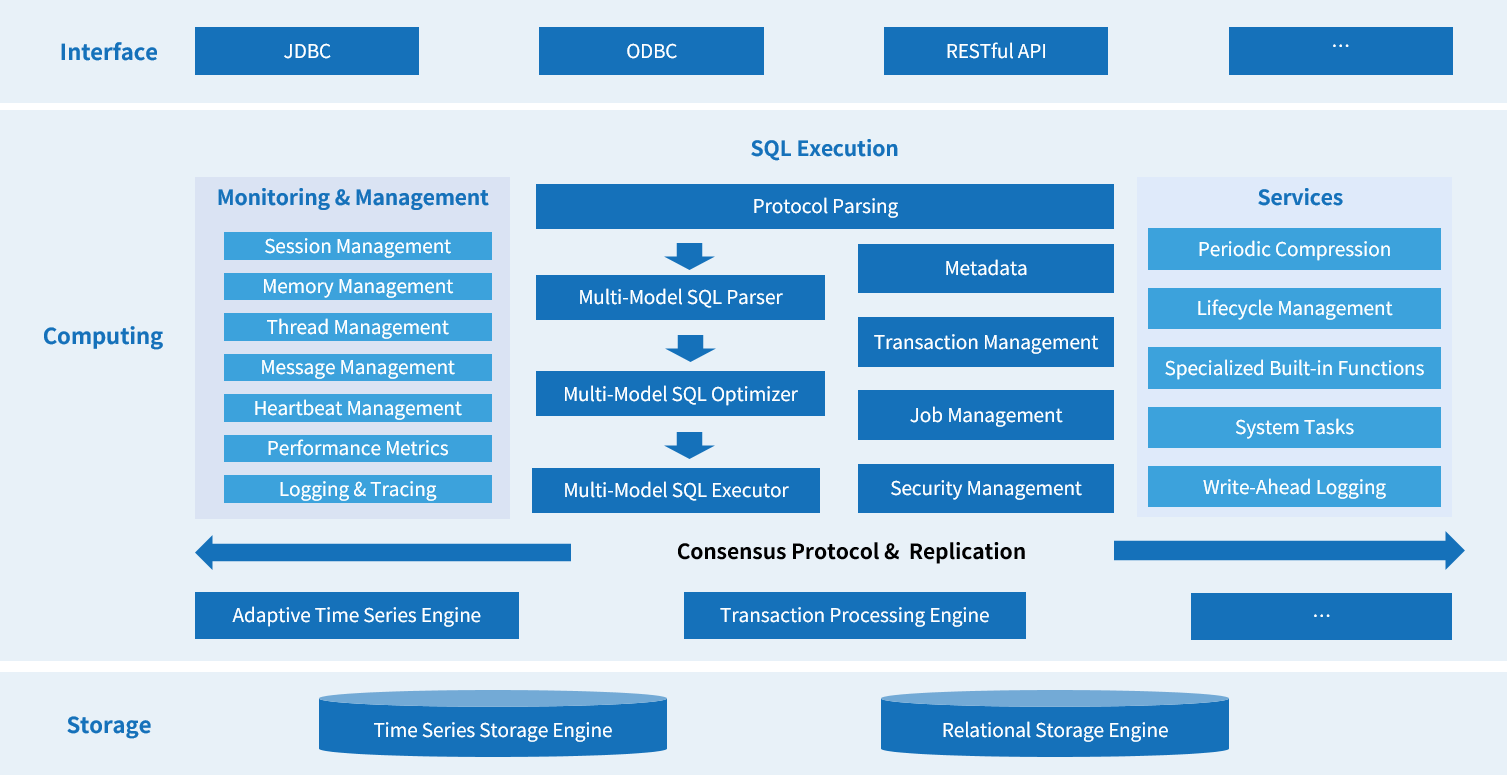 Interface
JDBC
ODBC
RESTful API
...
Computing
SQL Execution
Monitoring & Management
Session Management
Memory Management
Thread Management
Message Management
Heartbeat Management
Performance Metrics
Logging & Tracing
Protocol Parsing
Multi-Model SQL Parser
Multi-Model SQL Optimizer
Multi-Model SQL Executor
Metadata
Transaction Management
Job Management
Security Management
Services
Periodic Compression
Lifecycle Management
Specialized Built-in Functions
System Tasks
Write-Ahead Logging
Consensus Protocol & Replication
Adaptive Time Series Engine
Transaction Processing Engine
...
Storage
Time Series Storage Engine
Relational Storage Engine